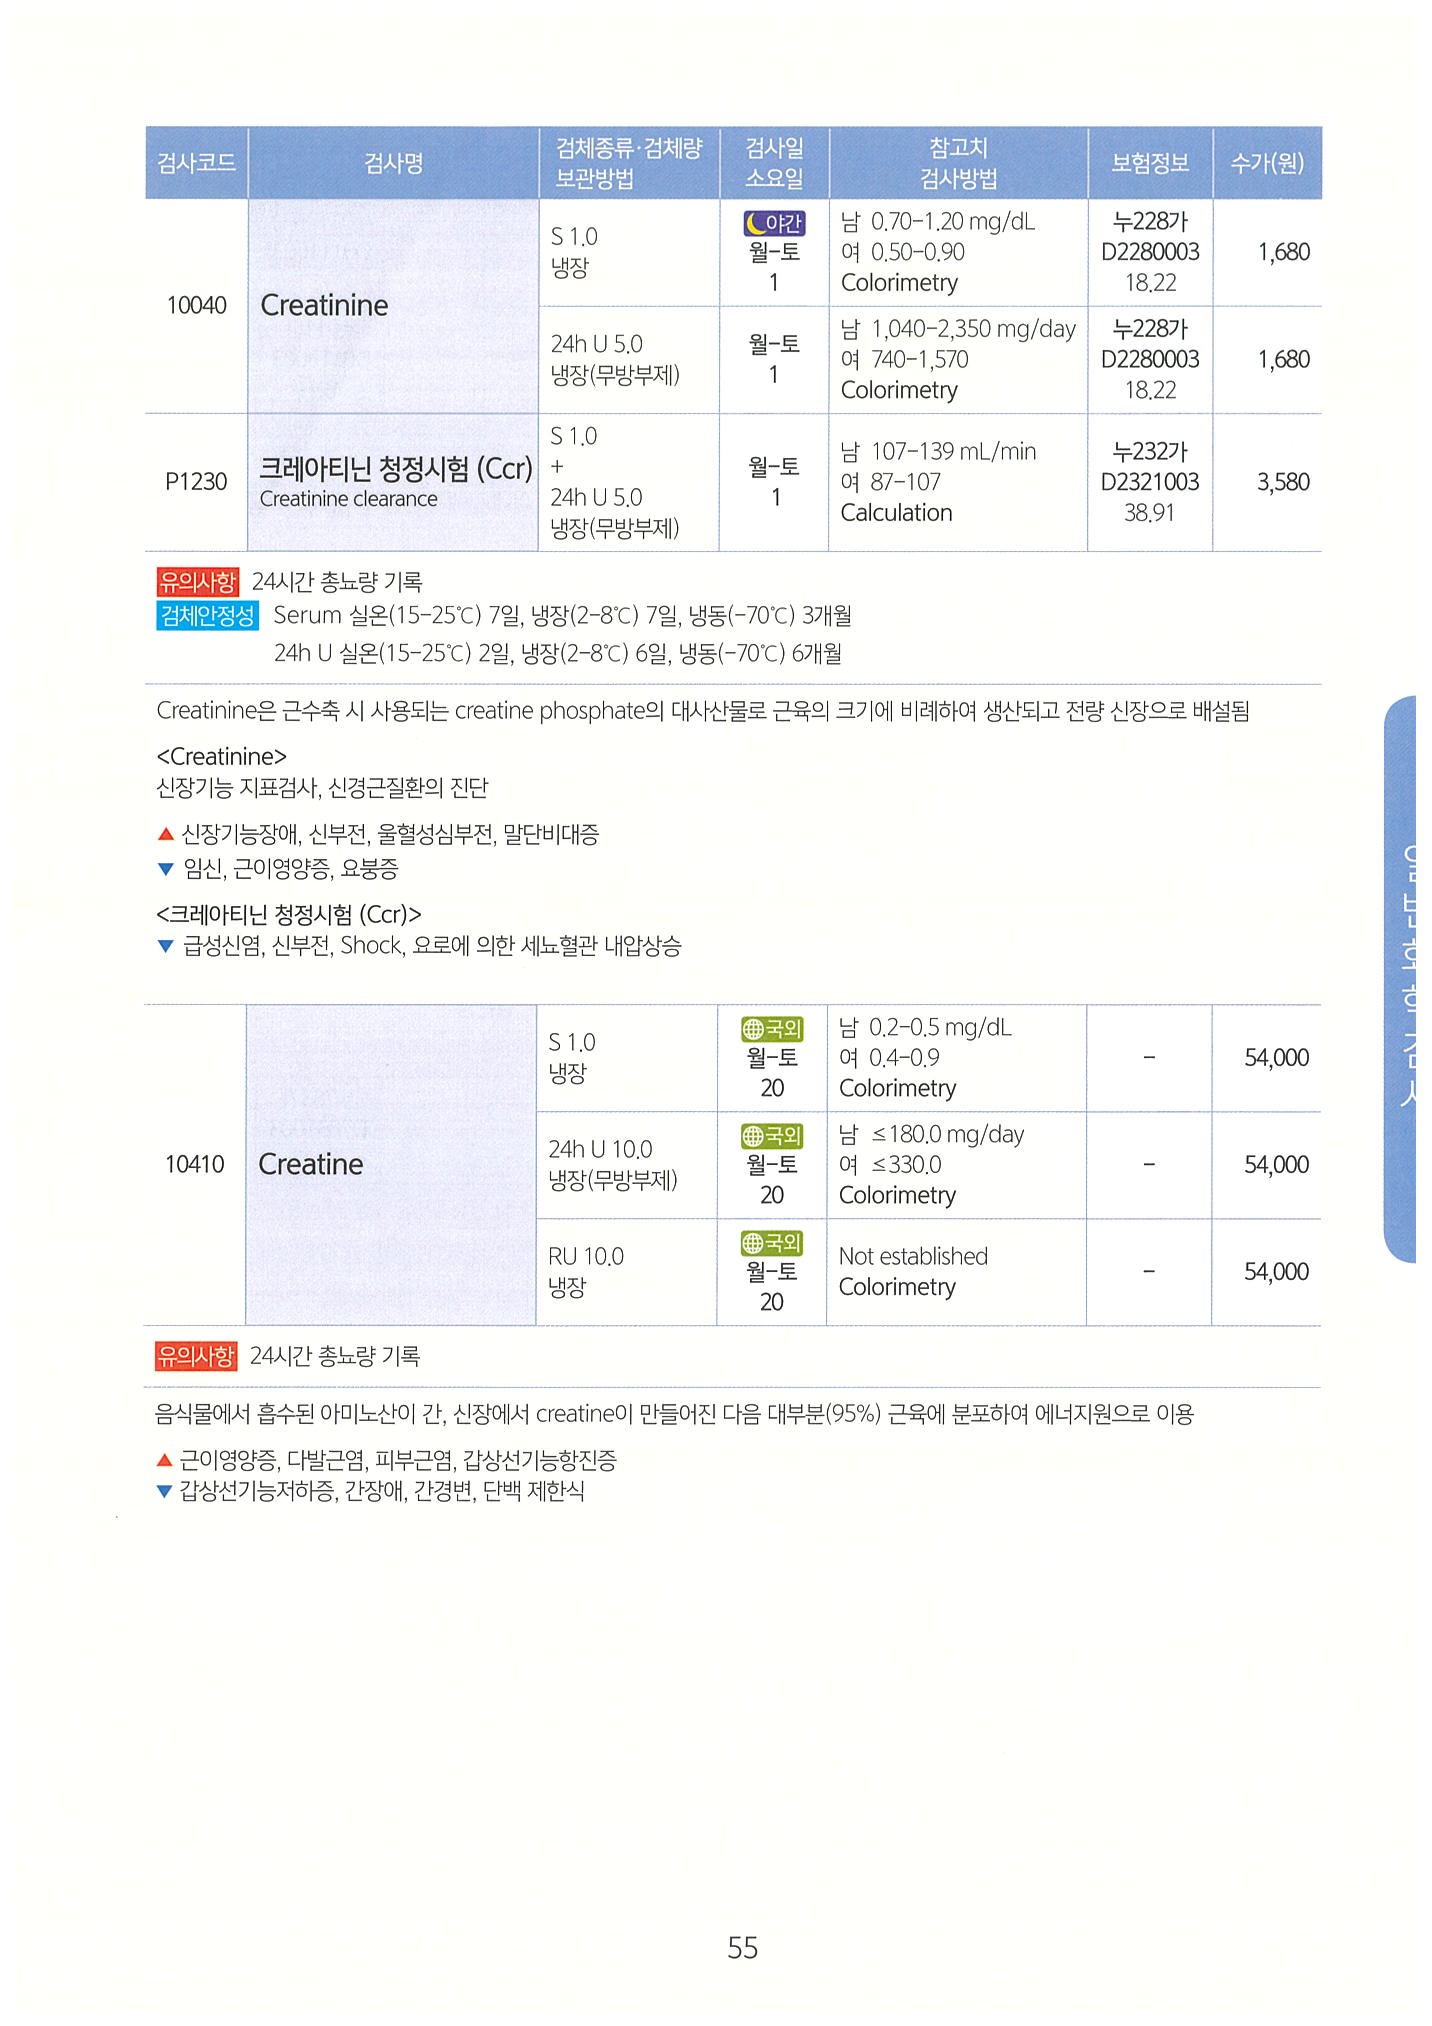 검사코드 검사명 검체종류·검체량 보관방법 검사일 소요일 참고치 검사방법 보험정보 수가(원)
10040 Creatinine
S 1.0
냉장
야간
월-토
1
남 0.70-1.20 mg/dL
여 0.50-0.90
Colorimetry
누228가
D2280003
18.22
1,680
24h U 5.0
냉장(무방부제)
월-토
1
남 1,040-2,350 mg/day
여 740-1,570
Colorimetry
누228가
D2280003
18.22
1,680
P1230
크레아티닌 청정시험 (Ccr)
Creatinine clearance
S 1.0
+
24h U 5.0
냉장(무방부제)
월-토
1
남 107-139 mL/min
여 87-107
Calculation
누232가
D2321003
38.91
3,580
유의사항 24시간 총뇨량 기록
검체안정성 Serum 실온(15-25℃) 7일, 냉장(2-8℃) 7일, 냉동(-70℃) 3개월
24h U 실온(15-25℃) 2일, 냉장(2-8℃) 6일, 냉동(-70℃) 6개월
Creatinine은 근수축 시 사용되는 creatine phosphate의 대사산물로 근육의 크기에 비례하여 생산되고 전량 신장으로 배설됨
<Creatinine>
신장기능 지표검사, 신경근질환의 진단
▲ 신장기능장애, 신부전, 울혈성심부전, 말단비대증
▼ 임신, 근이영양증, 요붕증
<크레아티닌 청정시험 (Ccr)>
▼ 급성신염, 신부전, Shock, 요로에 의한 세뇨혈관 내압상승
10410 Creatine
S 1.0
냉장
국외
월-토
20
남 0.2-0.5 mg/dL
여 0.4-0.9
Colorimetry
-
54,000
24h U 10.0
냉장(무방부제)
국외
월-토
20
남 ≤180.0 mg/day
여 ≤330.0
Colorimetry
-
54,000
RU 10.0
냉장
국외
월-토
20
Not established
Colorimetry
-
54,000
유의사항 24시간 총뇨량 기록
음식물에서 흡수된 아미노산이 간, 신장에서 creatine이 만들어진 다음 대부분(95%) 근육에 분포하여 에너지원으로 이용
▲ 근이영양증, 다발근염, 피부근염, 갑상선기능항진증
▼ 갑상선기능저하증, 간장애, 간경변, 단백 제한식
55